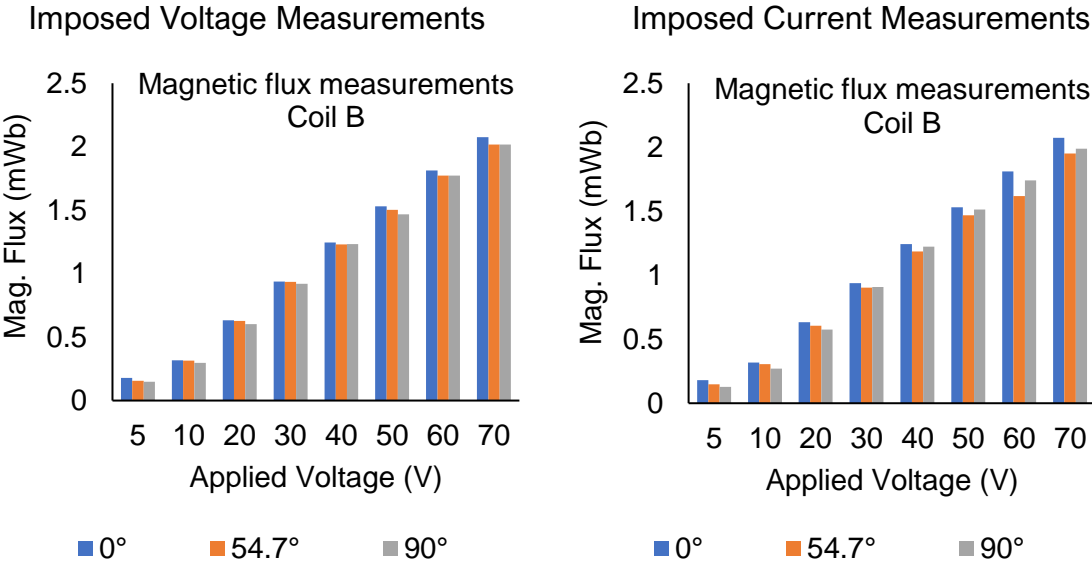 Imposed Voltage Measurements
Magnetic flux measurements
Coil B
Mag. Flux (mWb)
2.5
2
1.5
1
0.5
0
5 10 20 30 40 50 60 70
Applied Voltage (V)
0° 54.7° 90°
Imposed Current Measurements
Magnetic flux measurements
Coil B
Mag. Flux (mWb)
2.5
2
1.5
1
0.5
0
5 10 20 30 40 50 60 70
Applied Voltage (V)
0° 54.7° 90°